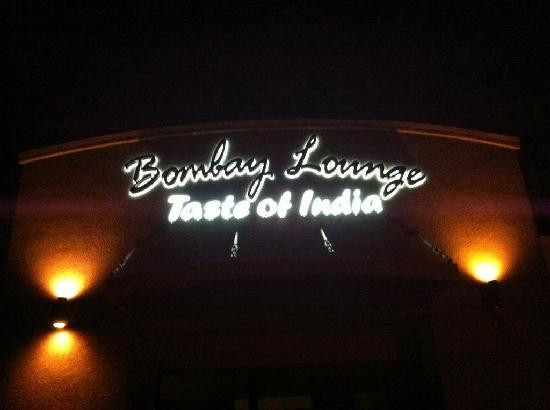 Bombay Lounge
Taste of India